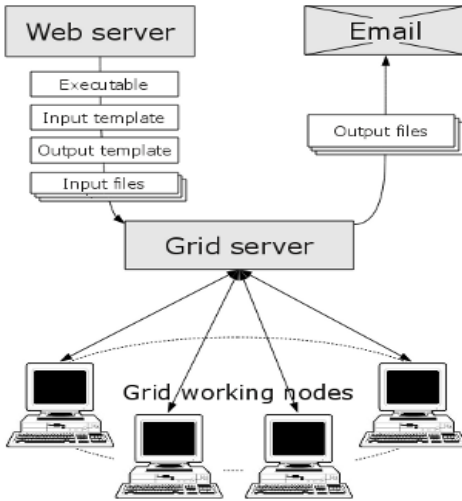 Web server
Email
Executable
Input template
Output template
Input files
Output files
Grid server
Grid working nodes